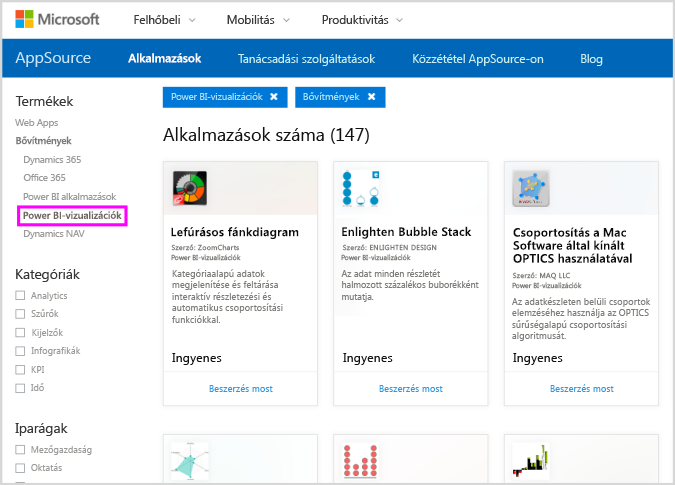 Microsoft Felhőbeli Mobilitás Produktivitás
AppSource Alkalmazások Tanácsadási szolgáltatások Közzététel AppSource-on Blog
Termékek
Web Apps
Bővítmények
Dynamics 365
Office 365
Power BI alkalmazások
Power BI-vizualizációk
Dynamics NAV
Kategóriák
Analytics
Szűrők
Kijelzők
Infografikák
KPI
Idő
Iparágak
Mezőgazdaság
Oktatás
Power BI-vizualizációk ✖ Bővítmények ✖
Alkalmazások száma (147)
Lefúrásos fánkdiagram
Szerző: ZoomCharts
Power BI-vizualizációk
Kategóriaalapú adatok
megjelenítése és feltárása
interaktív részletezési és
automatikus csoportosítási
funkciókkal.
Ingyenes
Beszerzés most
Enlighten Bubble Stack
Szerző: ENLIGHTEN DESIGN
Power BI-vizualizációk
Az adat minden részletét
halmozott százalékos buborékként
mutatja.
Ingyenes
Beszerzés most
Csoportosítás a Mac
Software által kínált
OPTICS használatával
Szerző: MAQ LLC
Power BI-vizualizációk
Az adatkészleten belüli csoportok
elemzéséhez használja az OPTICS
sűrűségalapú csoportosítási
algoritmusát.
Ingyenes
Beszerzés most